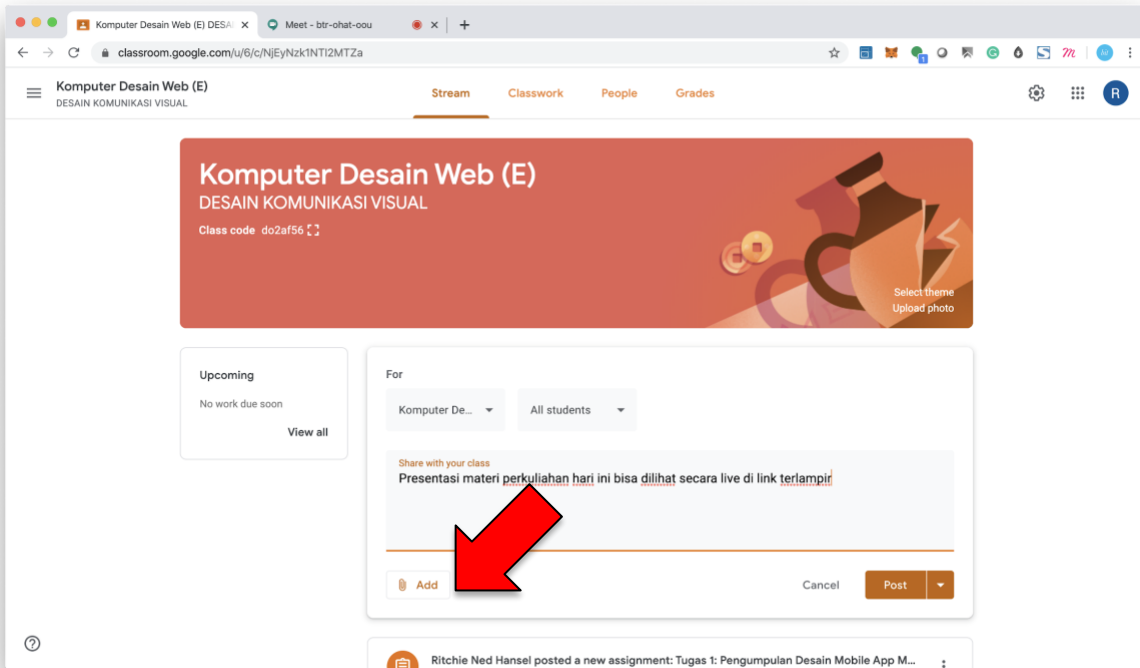 Komputer Desain Web (E) DESA
Meet - btr-ohat-oou
classroom.google.com/u/6/c/NjEyNzk1NTI2MTZa
1
Komputer Desain Web (E)
DESAIN KOMUNIKASI VISUAL
Stream
Classwork
People
Grades
R
Komputer Desain Web (E)
DESAIN KOMUNIKASI VISUAL
Class code do2af56
Select theme
Upload photo
Upcoming
No work due soon
View all
For
Komputer De...
All students
Share with your class
Presentasi materi perkuliahan hari ini bisa dilihat secara live di link terlampir
Add
Cancel
Post
Ritchie Ned Hansel posted a new assignment: Tugas 1: Pengumpulan Desain Mobile App M...